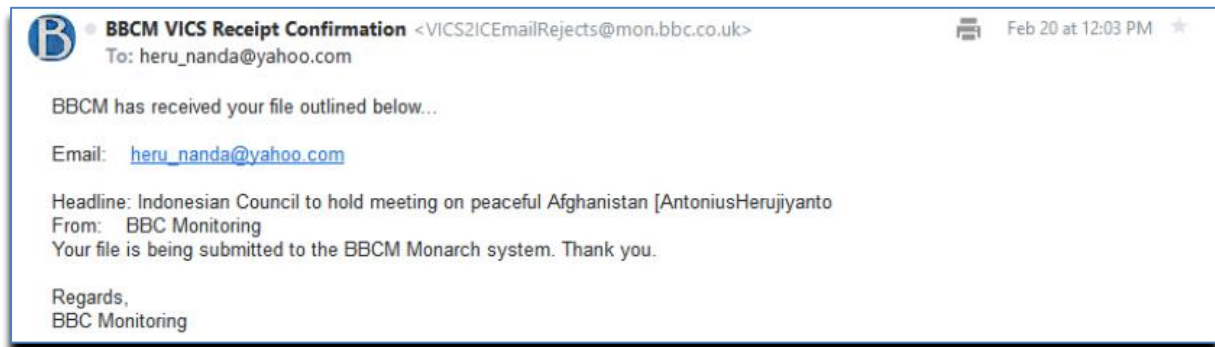 B
BBCM VICS Receipt Confirmation <VICS2ICEmailRejects@mon.bbc.co.uk>
Feb 20 at 12:03 PM
To: heru_nanda@yahoo.com
BBCM has received your file outlined below...
Email: heru_nanda@yahoo.com
Headline: Indonesian Council to hold meeting on peaceful Afghanistan [AntoniusHerujiyanto
From: BBC Monitoring
Your file is being submitted to the BBCM Monarch system. Thank you.
Regards,
BBC Monitoring